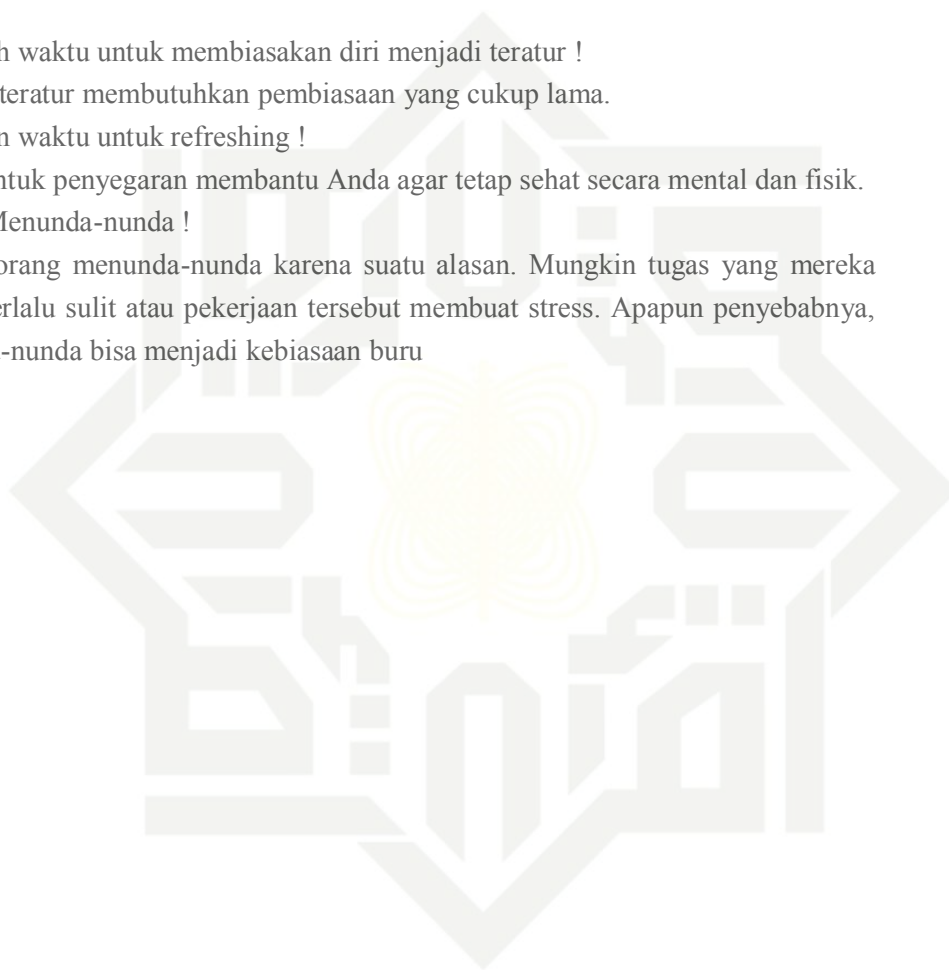 h waktu untuk membiasakan diri menjadi teratur !
teratur membutuhkan pembiasaan yang cukup lama.
n waktu untuk refreshing !
ntuk penyegaran membantu Anda agar tetap sehat secara mental dan fisik.
Menunda-nunda !
orang menunda-nunda karena suatu alasan. Mungkin tugas yang mereka
erlalu sulit atau pekerjaan tersebut membuat stress. Apapun penyebabnya,
-nunda bisa menjadi kebiasaan buru